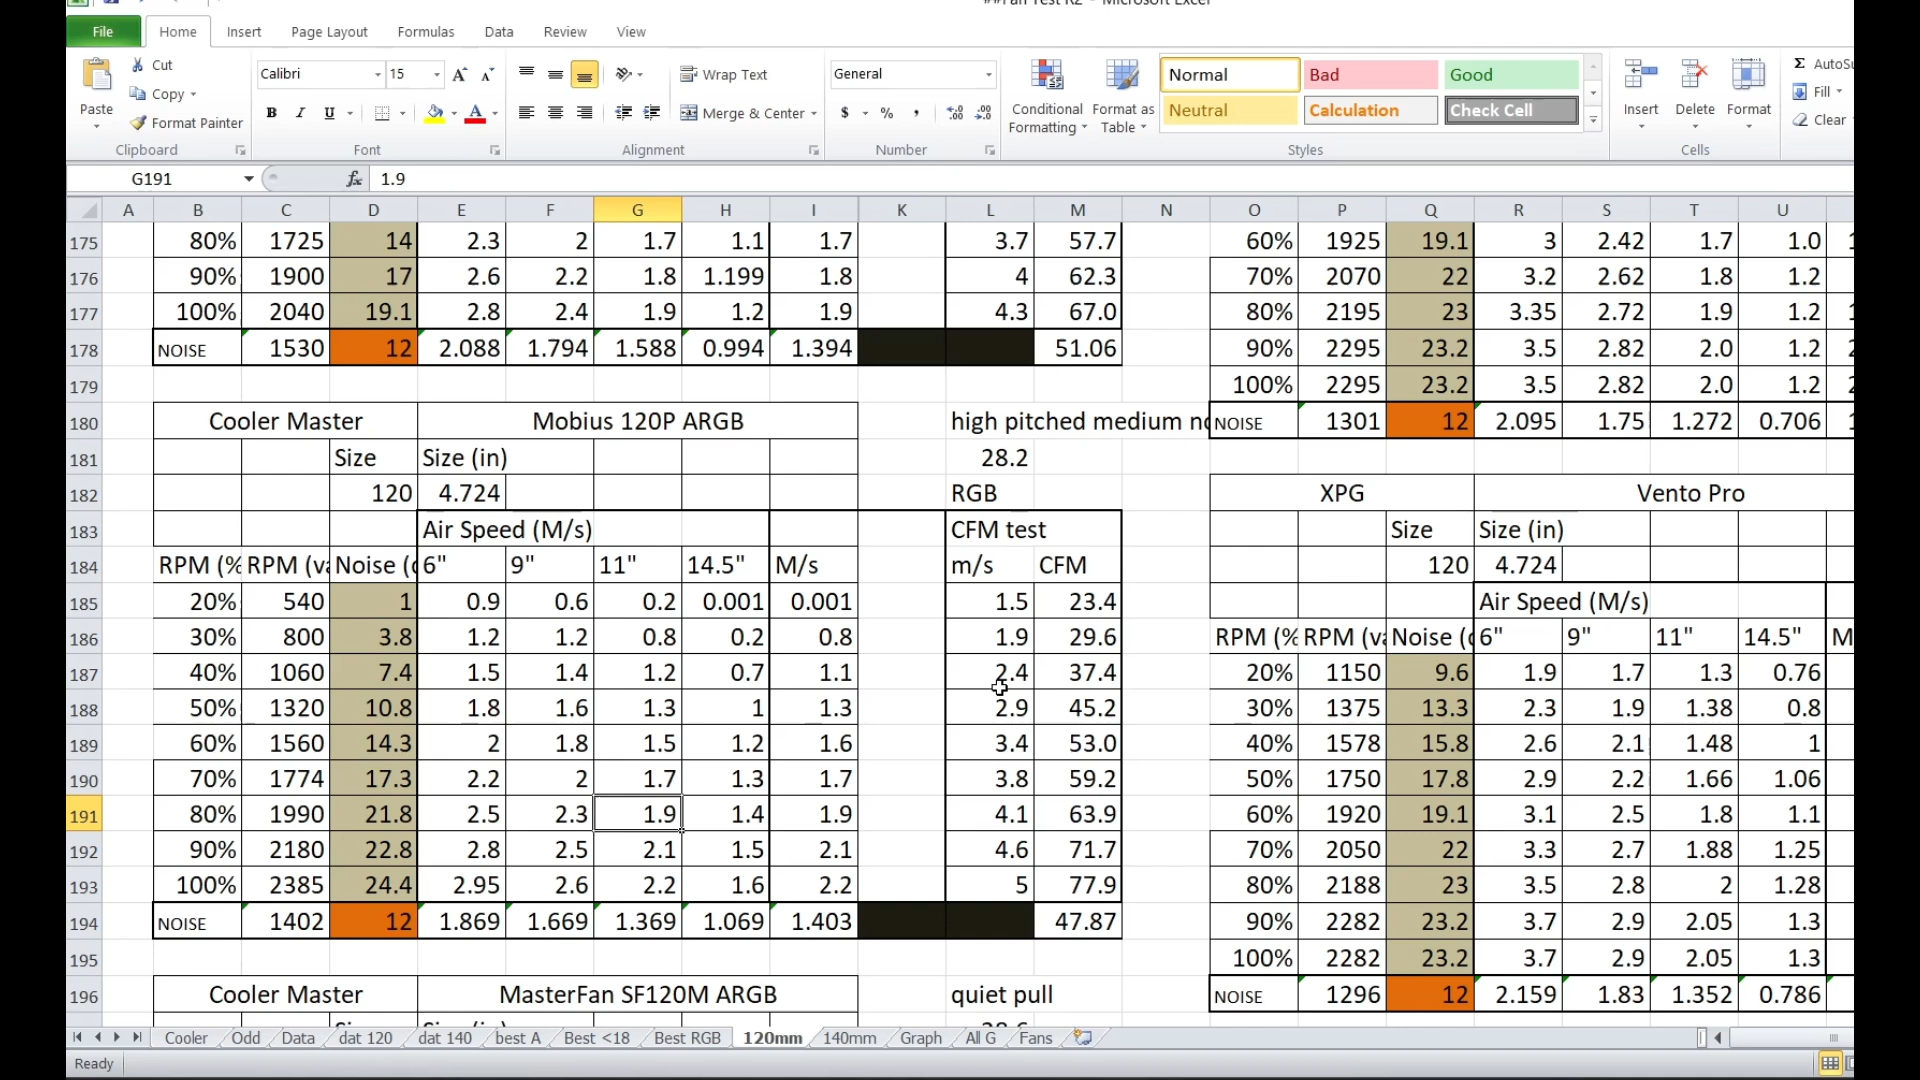 ##Fan Test R2 - Microsoft Excel
File Home Insert Page Layout Formulas Data Review View
Cut Calibri 15 Wrap Text General Normal Bad Good
Paste Copy Conditional Formatting Format as Table Insert Delete Format Fill
Format Painter B I U Merge & Center $ % , Neutral Calculation Check Cell Clear
Clipboard Font Alignment Number Styles Cells
G191 fx 1.9
A B C D E F G H I K L M N O P Q R S T U
175 80% 1725 14 2.3 2 1.7 1.1 1.7 3.7 57.7 60% 1925 19.1 3 2.42 1.7 1.0
176 90% 1900 17 2.6 2.2 1.8 1.199 1.8 4 62.3 70% 2070 22 3.2 2.62 1.8 1.2
177 100% 2040 19.1 2.8 2.4 1.9 1.2 1.9 4.3 67.0 80% 2195 23 3.35 2.72 1.9 1.2
178 NOISE 1530 12 2.088 1.794 1.588 0.994 1.394 51.06 90% 2295 23.2 3.5 2.82 2.0 1.2
179 100% 2295 23.2 3.5 2.82 2.0 1.2
180 Cooler Master Mobius 120P ARGB high pitched medium no NOISE 1301 12 2.095 1.75 1.272 0.706
181 Size Size (in) 28.2
182 120 4.724 RGB XPG Vento Pro
183 Air Speed (M/s) CFM test Size Size (in)
184 RPM (% RPM (va Noise (d 6" 9" 11" 14.5" M/s m/s CFM 120 4.724
185 20% 540 1 0.9 0.6 0.2 0.001 0.001 1.5 23.4 Air Speed (M/s)
186 30% 800 3.8 1.2 1.2 0.8 0.2 0.8 1.9 29.6 RPM (% RPM (va Noise (d 6" 9" 11" 14.5" M
187 40% 1060 7.4 1.5 1.4 1.2 0.7 1.1 2.4 37.4 20% 1150 9.6 1.9 1.7 1.3 0.76
188 50% 1320 10.8 1.8 1.6 1.3 1 1.3 2.9 45.2 30% 1375 13.3 2.3 1.9 1.38 0.8
189 60% 1560 14.3 2 1.8 1.5 1.2 1.6 3.4 53.0 40% 1578 15.8 2.6 2.1 1.48 1
190 70% 1774 17.3 2.2 2 1.7 1.3 1.7 3.8 59.2 50% 1750 17.8 2.9 2.2 1.66 1.06
191 80% 1990 21.8 2.5 2.3 1.9 1.4 1.9 4.1 63.9 60% 1920 19.1 3.1 2.5 1.8 1.1
192 90% 2180 22.8 2.8 2.5 2.1 1.5 2.1 4.6 71.7 70% 2050 22 3.3 2.7 1.88 1.25
193 100% 2385 24.4 2.95 2.6 2.2 1.6 2.2 5 77.9 80% 2188 23 3.5 2.8 2 1.28
194 NOISE 1402 12 1.869 1.669 1.369 1.069 1.403 47.87 90% 2282 23.2 3.7 2.9 2.05 1.3
195 100% 2282 23.2 3.7 2.9 2.05 1.3
196 Cooler Master MasterFan SF120M ARGB quiet pull NOISE 1296 12 2.159 1.83 1.352 0.786
Cooler Odd Data dat 120 dat 140 best A Best <18 Best RGB 120mm 140mm Graph All G Fans
Ready